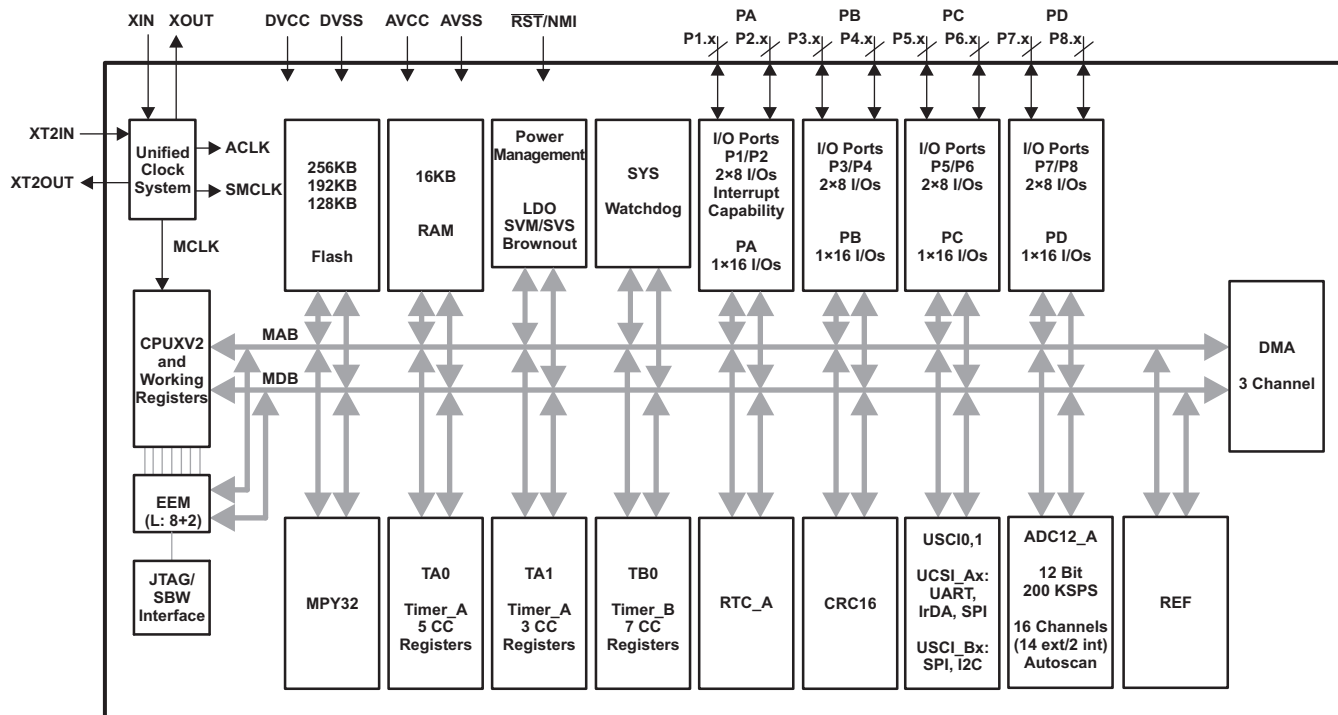 XIN XOUT DVCC DVSS AVCC AVSS RST/NMI
PA PB PC PD
P1.x P2.x P3.x P4.x P5.x P6.x P7.x P8.x
XT2IN
XT2OUT
Unified
Clock
System
ACLK
SMCLK
MCLK
256KB
192KB
128KB
Flash
16KB
RAM
Power
Management
LDO
SVM/SVS
Brownout
SYS
Watchdog
I/O Ports
P1/P2
2×8 I/Os
Interrupt
Capability
PA
1×16 I/Os
I/O Ports
P3/P4
2×8 I/Os
PB
1×16 I/Os
I/O Ports
P5/P6
2×8 I/Os
PC
1×16 I/Os
I/O Ports
P7/P8
2×8 I/Os
PD
1×16 I/Os
CPUXV2
and
Working
Registers
MAB
MDB
DMA
3 Channel
EEM
(L: 8+2)
JTAG/
SBW
Interface
MPY32
TA0
Timer_A
5 CC
Registers
TA1
Timer_A
3 CC
Registers
TB0
Timer_B
7 CC
Registers
RTC_A
CRC16
USCI0,1
UCSI_Ax:
UART,
IrDA, SPI
USCI_Bx:
SPI, I2C
ADC12_A
12 Bit
200 KSPS
16 Channels
(14 ext/2 int)
Autoscan
REF